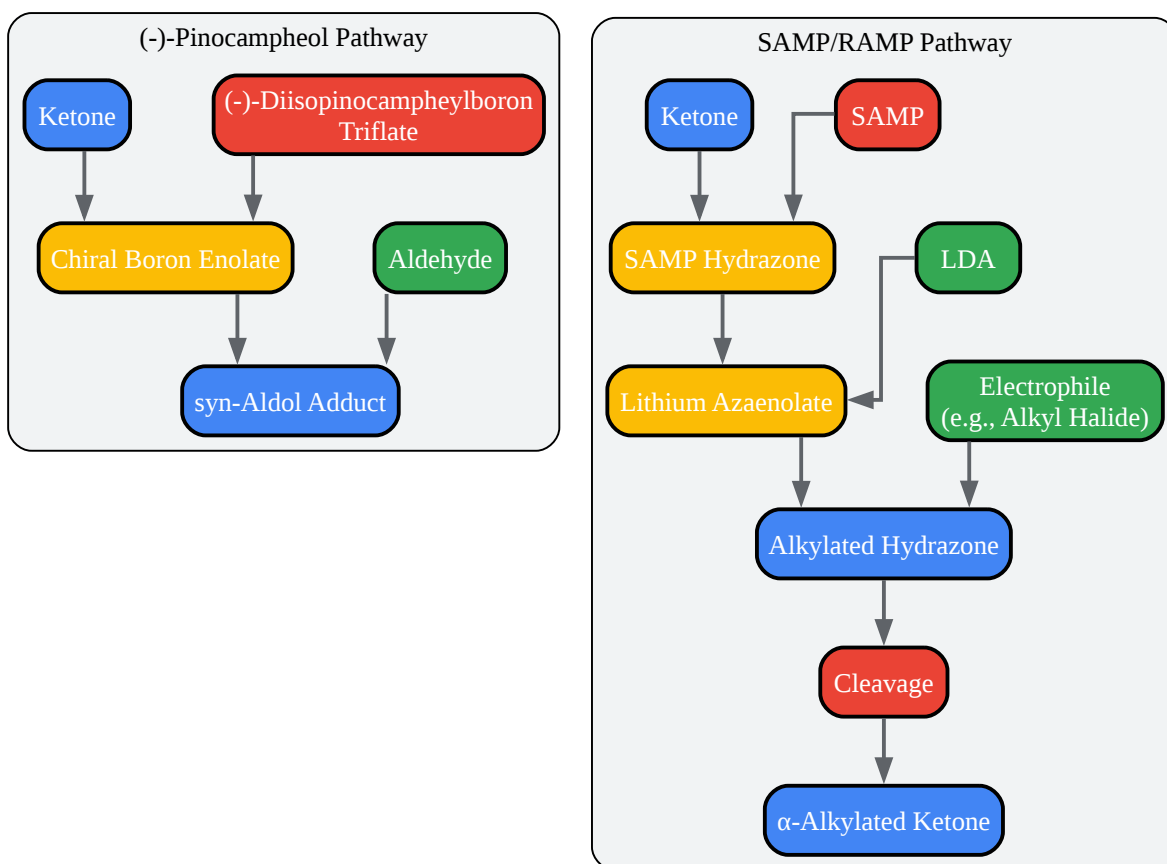 (-)-Pinocampheol Pathway
Ketone
(-)-Diisopinocampheylboron
Triflate
Chiral Boron Enolate
Aldehyde
syn-Aldol Adduct
SAMP/RAMP Pathway
Ketone
SAMP
SAMP Hydrazone
LDA
Lithium Azaenolate
Electrophile
(e.g., Alkyl Halide)
Alkylated Hydrazone
Cleavage
α-Alkylated Ketone